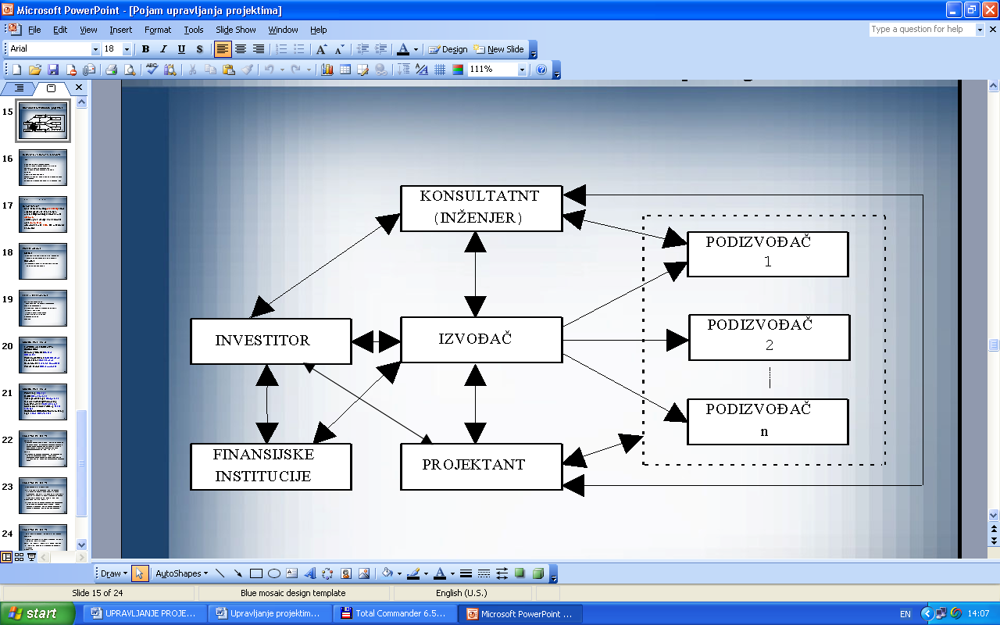 Microsoft PowerPoint - [Pojam upravljanja projektima]
File Edit View Insert Format Tools Slide Show Window Help
Type a question for help
Arial 18 B I U S A A A Design New Slide
111%
15
16
17
18
19
20
21
22
23
24
KONSULTATNT
(INŽENJER)
PODIZVOĐAČ
1
INVESTITOR
IZVOĐAČ
PODIZVOĐAČ
2
PODIZVOĐAČ
n
FINANSIJSKE
INSTITUCIJE
PROJEKTANT
Draw AutoShapes
Slide 15 of 24 Blue mosaic design template English (U.S.)
start UPRAVLJANJE PROJE... Upravljanje projektim... Total Commander 6.5... Microsoft PowerPoint ... EN 14:07